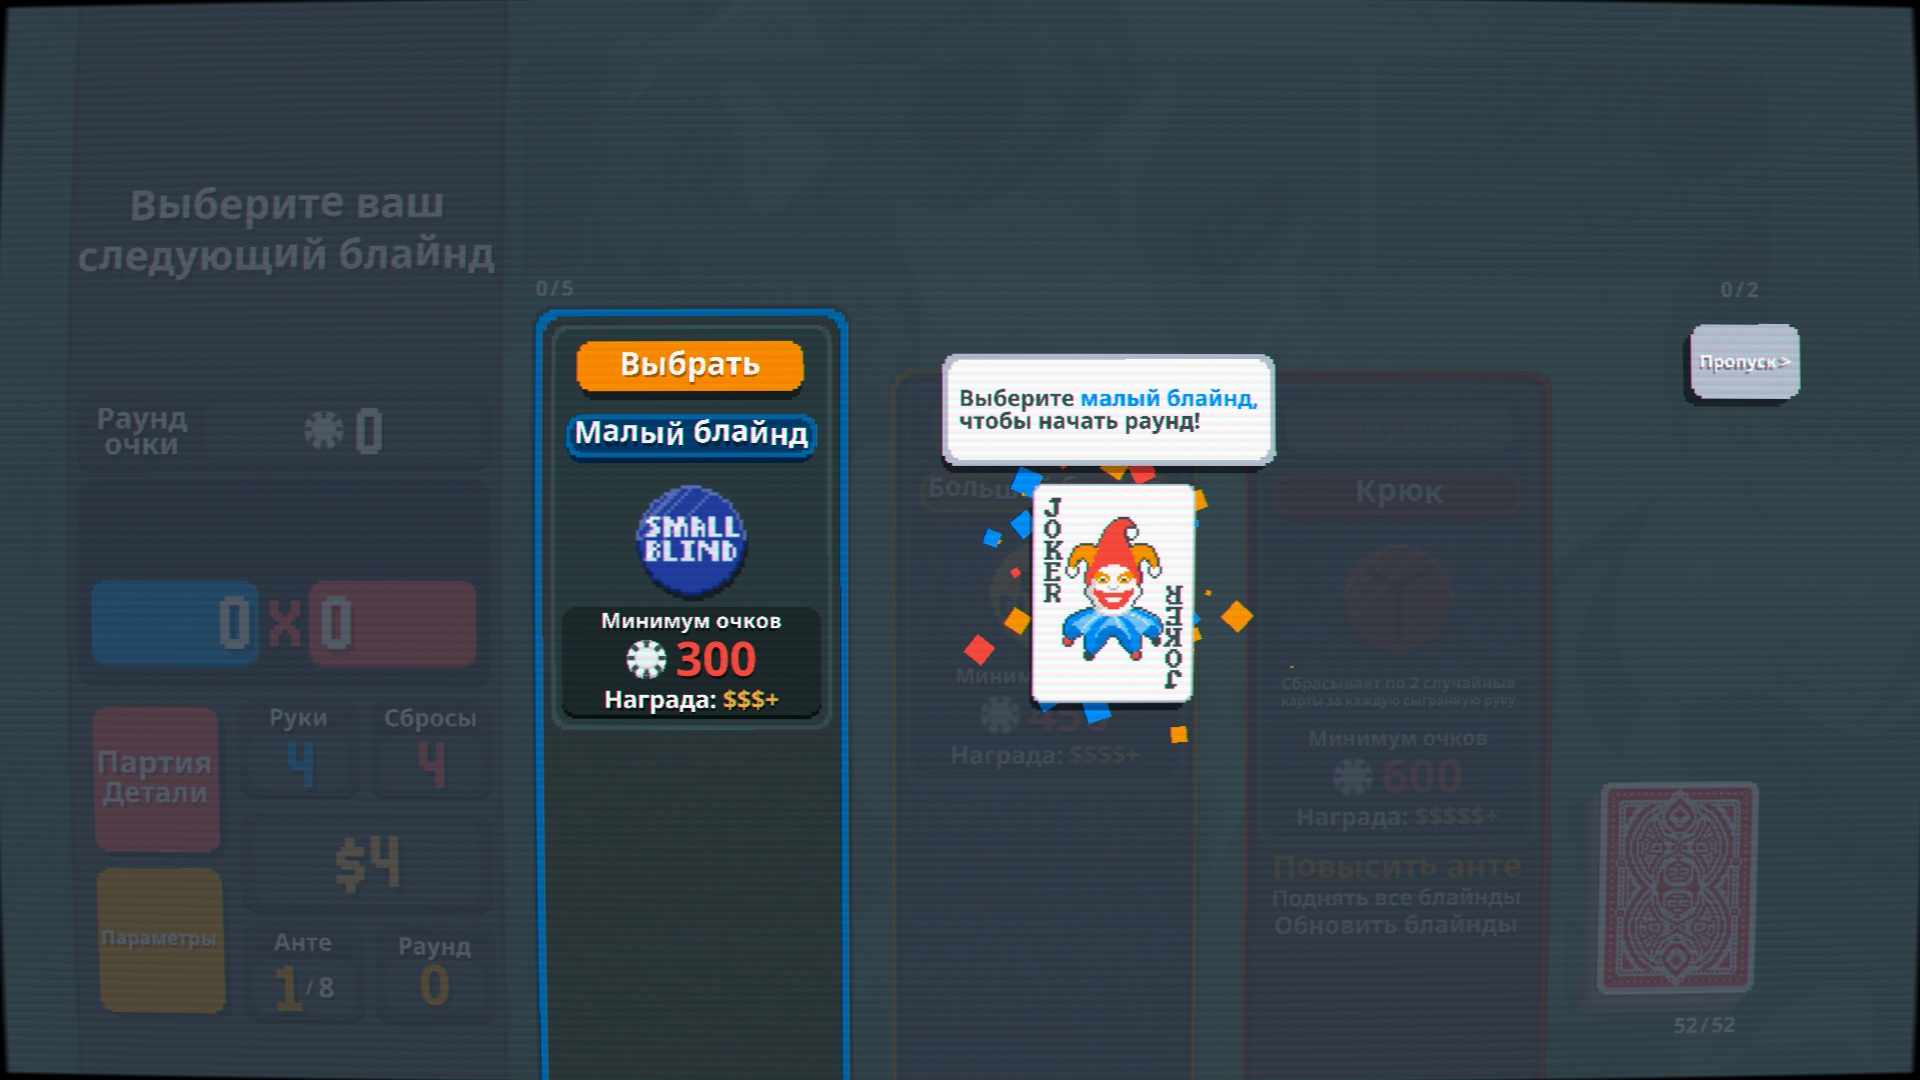 Выберите ваш
следующий блайнд
Раунд
очки
0
0 X 0
Партия
Детали
Руки
4
Сбросы
4
$4
Параметры
Анте
1 / 8
Раунд
0
0/5
Выбрать
Малый блайнд
SMALL
BLIND
Минимум очков
300
Награда: $$$+
Выберите малый блайнд,
чтобы начать раунд!
JOKER
JOKER
Награда: $$$$+
Крюк
Сбрасывает по 2 случайные
карты за каждую сыгранную руку
Минимум очков
600
Награда: $$$$$+
Повысить анте
Поднять все блайнды
Обновить блайнды
0/2
Пропуск>
52/52